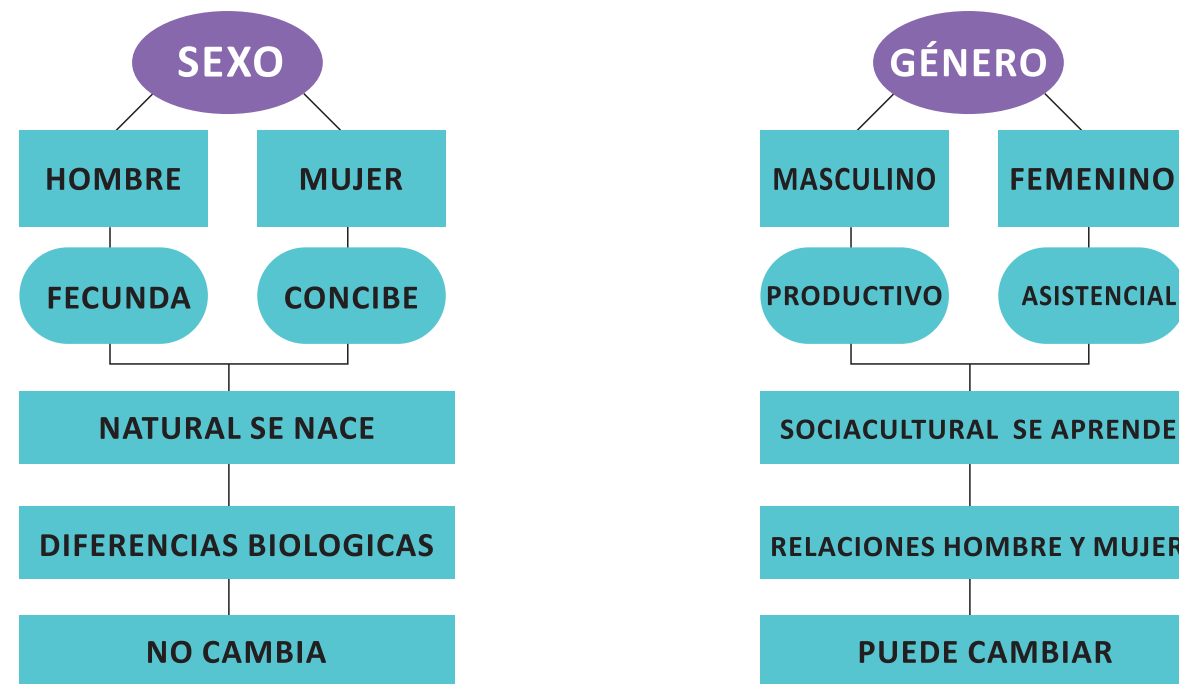 SEXO
HOMBRE
MUJER
FECUNDA
CONCIBE
NATURAL SE NACE
DIFERENCIAS BIOLOGICAS
NO CAMBIA
GÉNERO
MASCULINO
FEMENINO
PRODUCTIVO
ASISTENCIAL
SOCIACULTURAL SE APRENDE
RELACIONES HOMBRE Y MUJER
PUEDE CAMBIAR